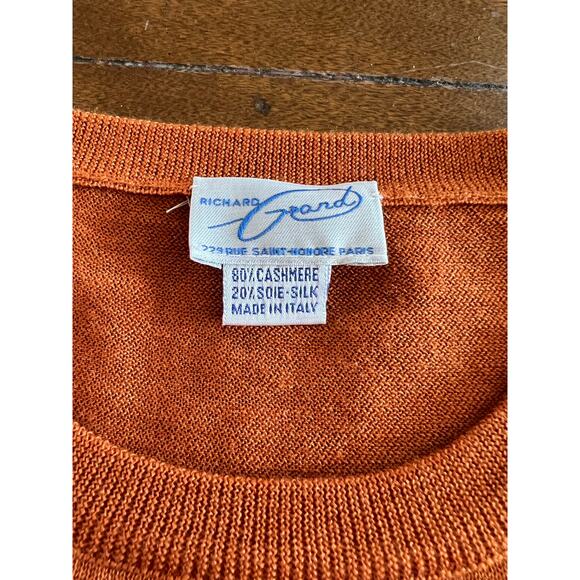 RICHARD Grand
229 RUE SAINT-HONORE PARIS
80% CASHMERE
20% SOIE-SILK
MADE IN ITALY